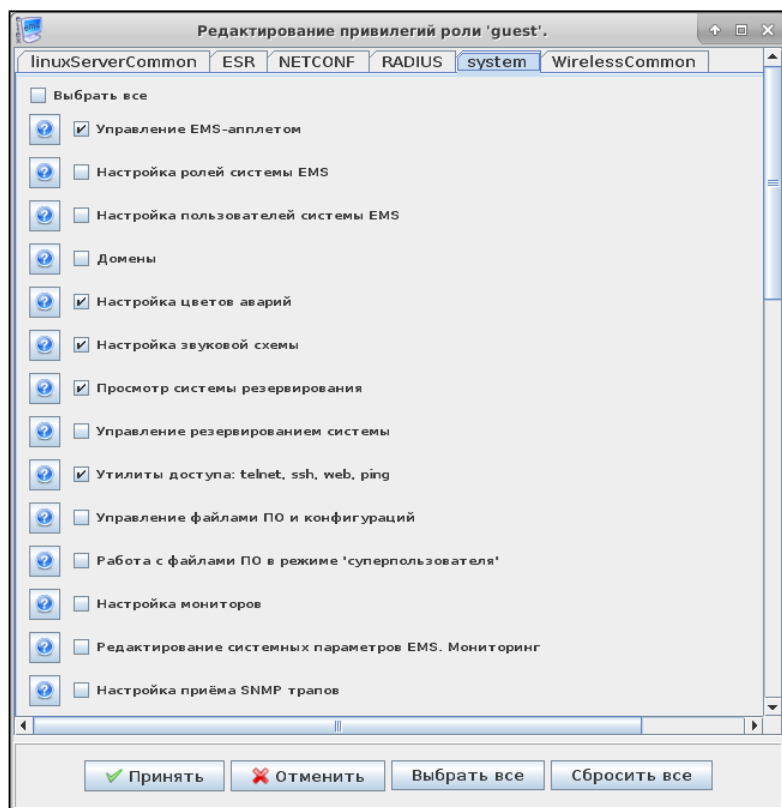 Редактирование привилегий роли 'guest'.
linuxServerCommon ESR NETCONF RADIUS system WirelessCommon
Выбрать все
Управление EMS-апплетом
Настройка ролей системы EMS
Настройка пользователей системы EMS
Домены
Настройка цветов аварий
Настройка звуковой схемы
Просмотр системы резервирования
Управление резервированием системы
Утилиты доступа: telnet, ssh, web, ping
Управление файлами ПО и конфигураций
Работа с файлами ПО в режиме 'суперпользователя'
Настройка мониторов
Редактирование системных параметров EMS. Мониторинг
Настройка приёма SNMP трапов
Принять Отменить Выбрать все Сбросить все